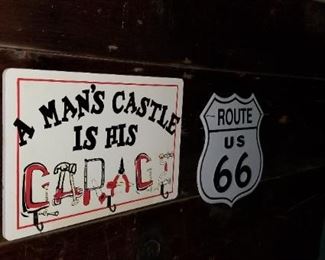 A MAN'S CASTLE
IS HIS
GARAGE
ROUTE
US
66